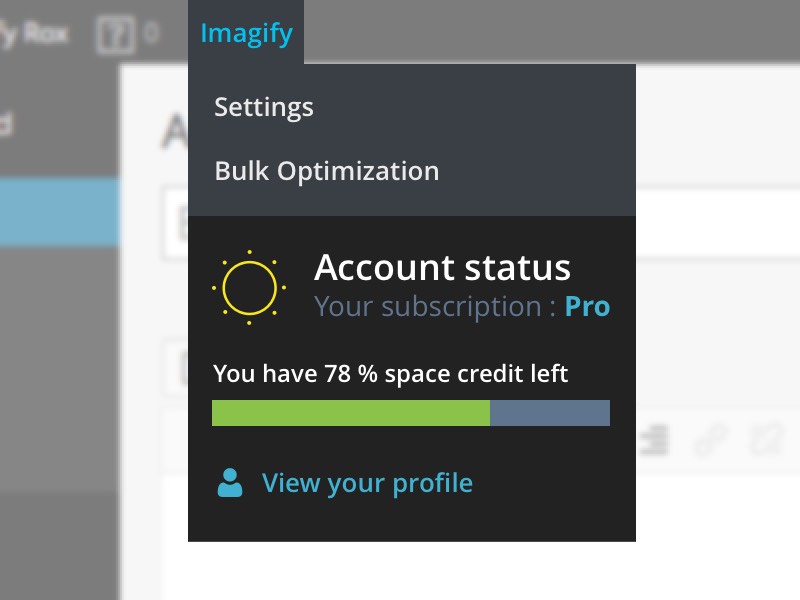 Rox
? 0
Imagify
Settings
Bulk Optimization
Account status
Your subscription : Pro
You have 78 % space credit left
View your profile